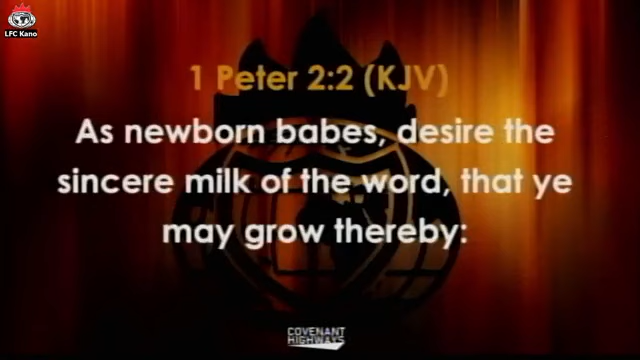 LFC Kano
1 Peter 2:2 (KJV)
As newborn babes, desire the
sincere milk of the word, that ye
may grow thereby:
COVENANT
HIGHWAYS